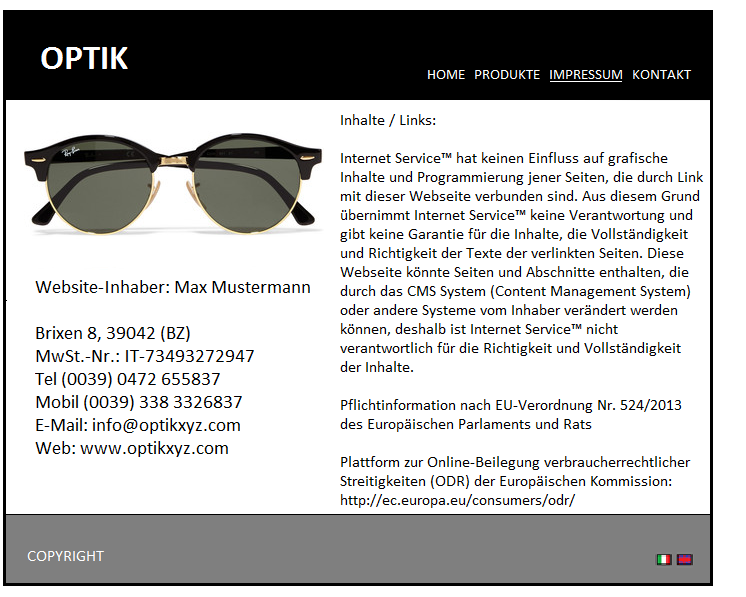 OPTIK
HOME PRODUKTE IMPRESSUM KONTAKT
Ray-Ban
Website-Inhaber: Max Mustermann
Brixen 8, 39042 (BZ)
MwSt.-Nr.: IT-73493272947
Tel (0039) 0472 655837
Mobil (0039) 338 3326837
E-Mail: info@optikxyz.com
Web: www.optikxyz.com
Inhalte / Links:
Internet Service™ hat keinen Einfluss auf grafische
Inhalte und Programmierung jener Seiten, die durch Link
mit dieser Webseite verbunden sind. Aus diesem Grund
übernimmt Internet Service™ keine Verantwortung und
gibt keine Garantie für die Inhalte, die Vollständigkeit
und Richtigkeit der Texte der verlinkten Seiten. Diese
Webseite könnte Seiten und Abschnitte enthalten, die
durch das CMS System (Content Management System)
oder andere Systeme vom Inhaber verändert werden
können, deshalb ist Internet Service™ nicht
verantwortlich für die Richtigkeit und Vollständigkeit
der Inhalte.
Pflichtinformation nach EU-Verordnung Nr. 524/2013
des Europäischen Parlaments und Rats
Plattform zur Online-Beilegung verbraucherrechtlicher
Streitigkeiten (ODR) der Europäischen Kommission:
http://ec.europa.eu/consumers/odr/
COPYRIGHT